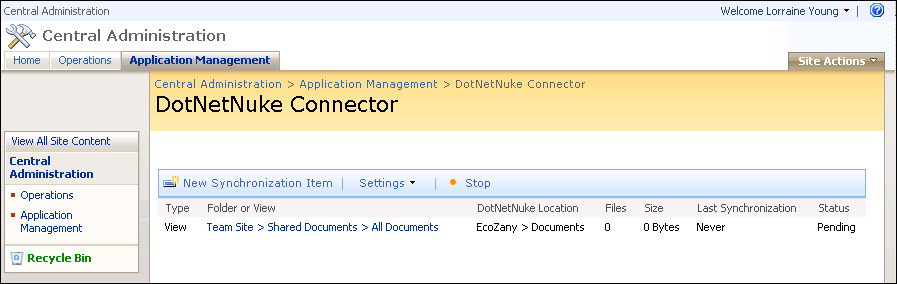 Central Administration
Welcome Lorraine Young
Central Administration
Home Operations Application Management
Site Actions
Central Administration > Application Management > DotNetNuke Connector
DotNetNuke Connector
View All Site Content
Central
Administration
Operations
Application
Management
Recycle Bin
New Synchronization Item | Settings | Stop
Type Folder or View DotNetNuke Location Files Size Last Synchronization Status
View Team Site > Shared Documents > All Documents EcoZany > Documents 0 0 Bytes Never Pending